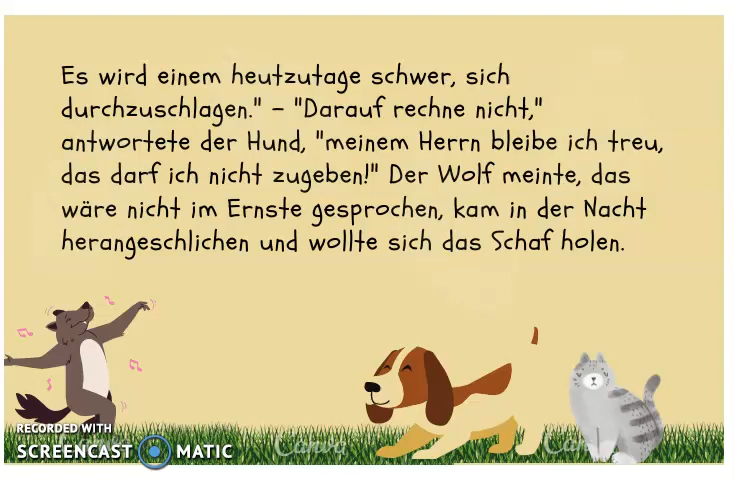 Es wird einem heutzutage schwer, sich
durchzuschlagen." – "Darauf rechne nicht,"
antwortete der Hund, "meinem Herrn bleibe ich treu,
das darf ich nicht zugeben!" Der Wolf meinte, das
wäre nicht im Ernste gesprochen, kam in der Nacht
herangeschlichen und wollte sich das Schaf holen.
RECORDED WITH
SCREENCAST MATIC
Canva
Canva